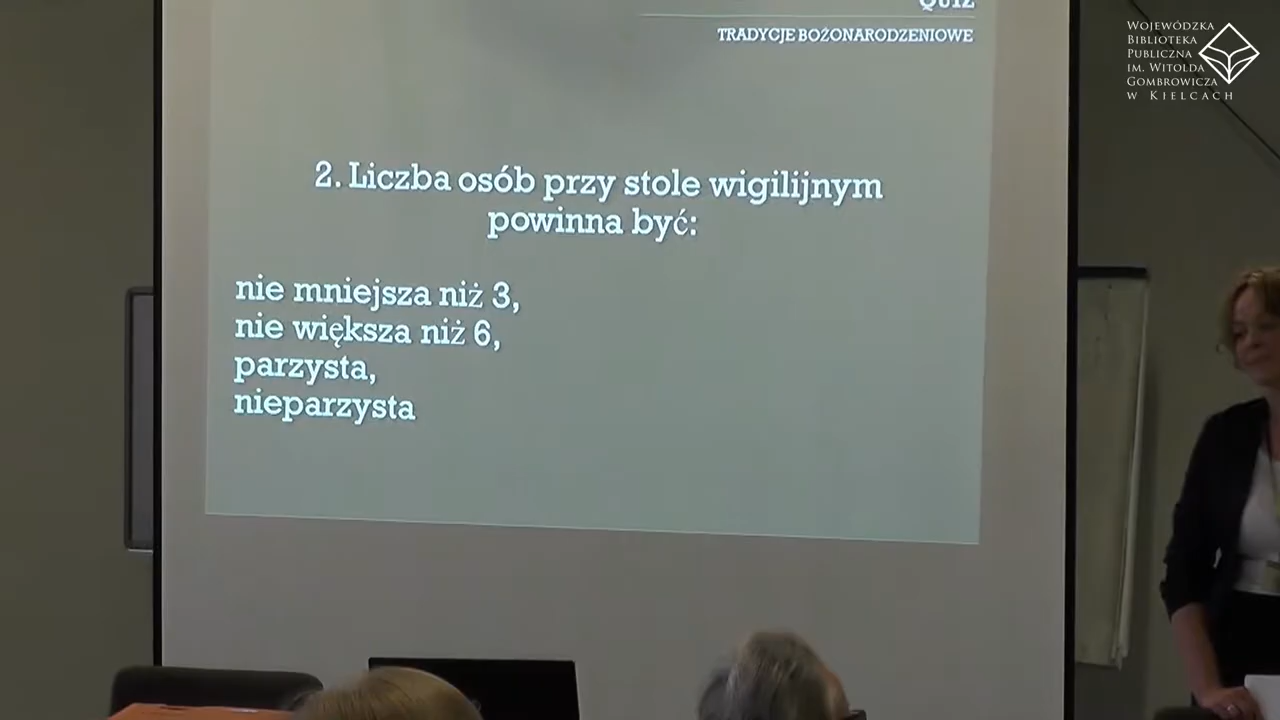 QUIZ
TRADYCJE BOŻONARODZENIOWE
WOJEWÓDZKA
BIBLIOTEKA
PUBLICZNA
IM. WITOLDA
GOMBROWICZA
W KIELCACH
2. Liczba osób przy stole wigilijnym
powinna być:
nie mniejsza niż 3,
nie większa niż 6,
parzysta,
nieparzysta